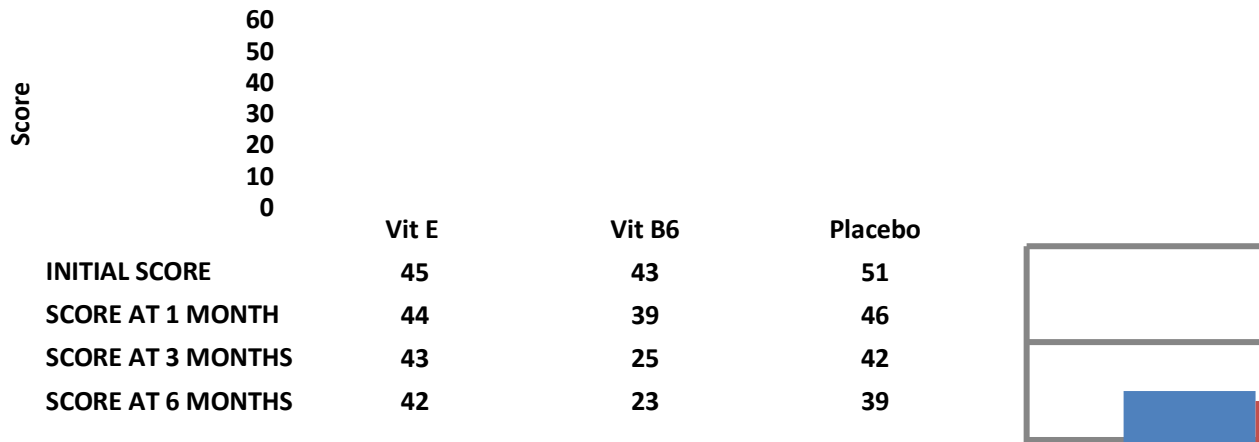 60
50
40
30
20
10
0
Score
Vit E Vit B6 Placebo
INITIAL SCORE 45 43 51
SCORE AT 1 MONTH 44 39 46
SCORE AT 3 MONTHS 43 25 42
SCORE AT 6 MONTHS 42 23 39